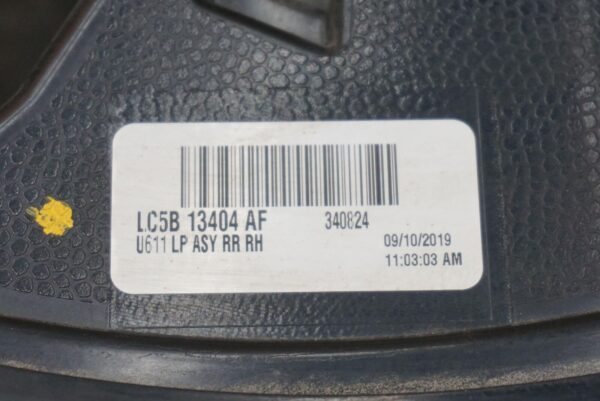 LC5B 13404 AF 340824
U611 LP ASY RR RH
09/10/2019
11:03:03 AM